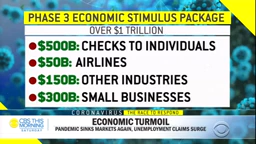 PHASE 3 ECONOMIC STIMULUS PACKAGE
OVER $1 TRILLION
$500B: CHECKS TO INDIVIDUALS
$50B: AIRLINES
$150B: OTHER INDUSTRIES
$300B: SMALL BUSINESSES
CORONAVIRUS THE RACE TO RESPOND
CBS THIS MORNING
SATURDAY
ECONOMIC TURMOIL
PANDEMIC SINKS MARKETS AGAIN, UNEMPLOYMENT CLAIMS SURGE